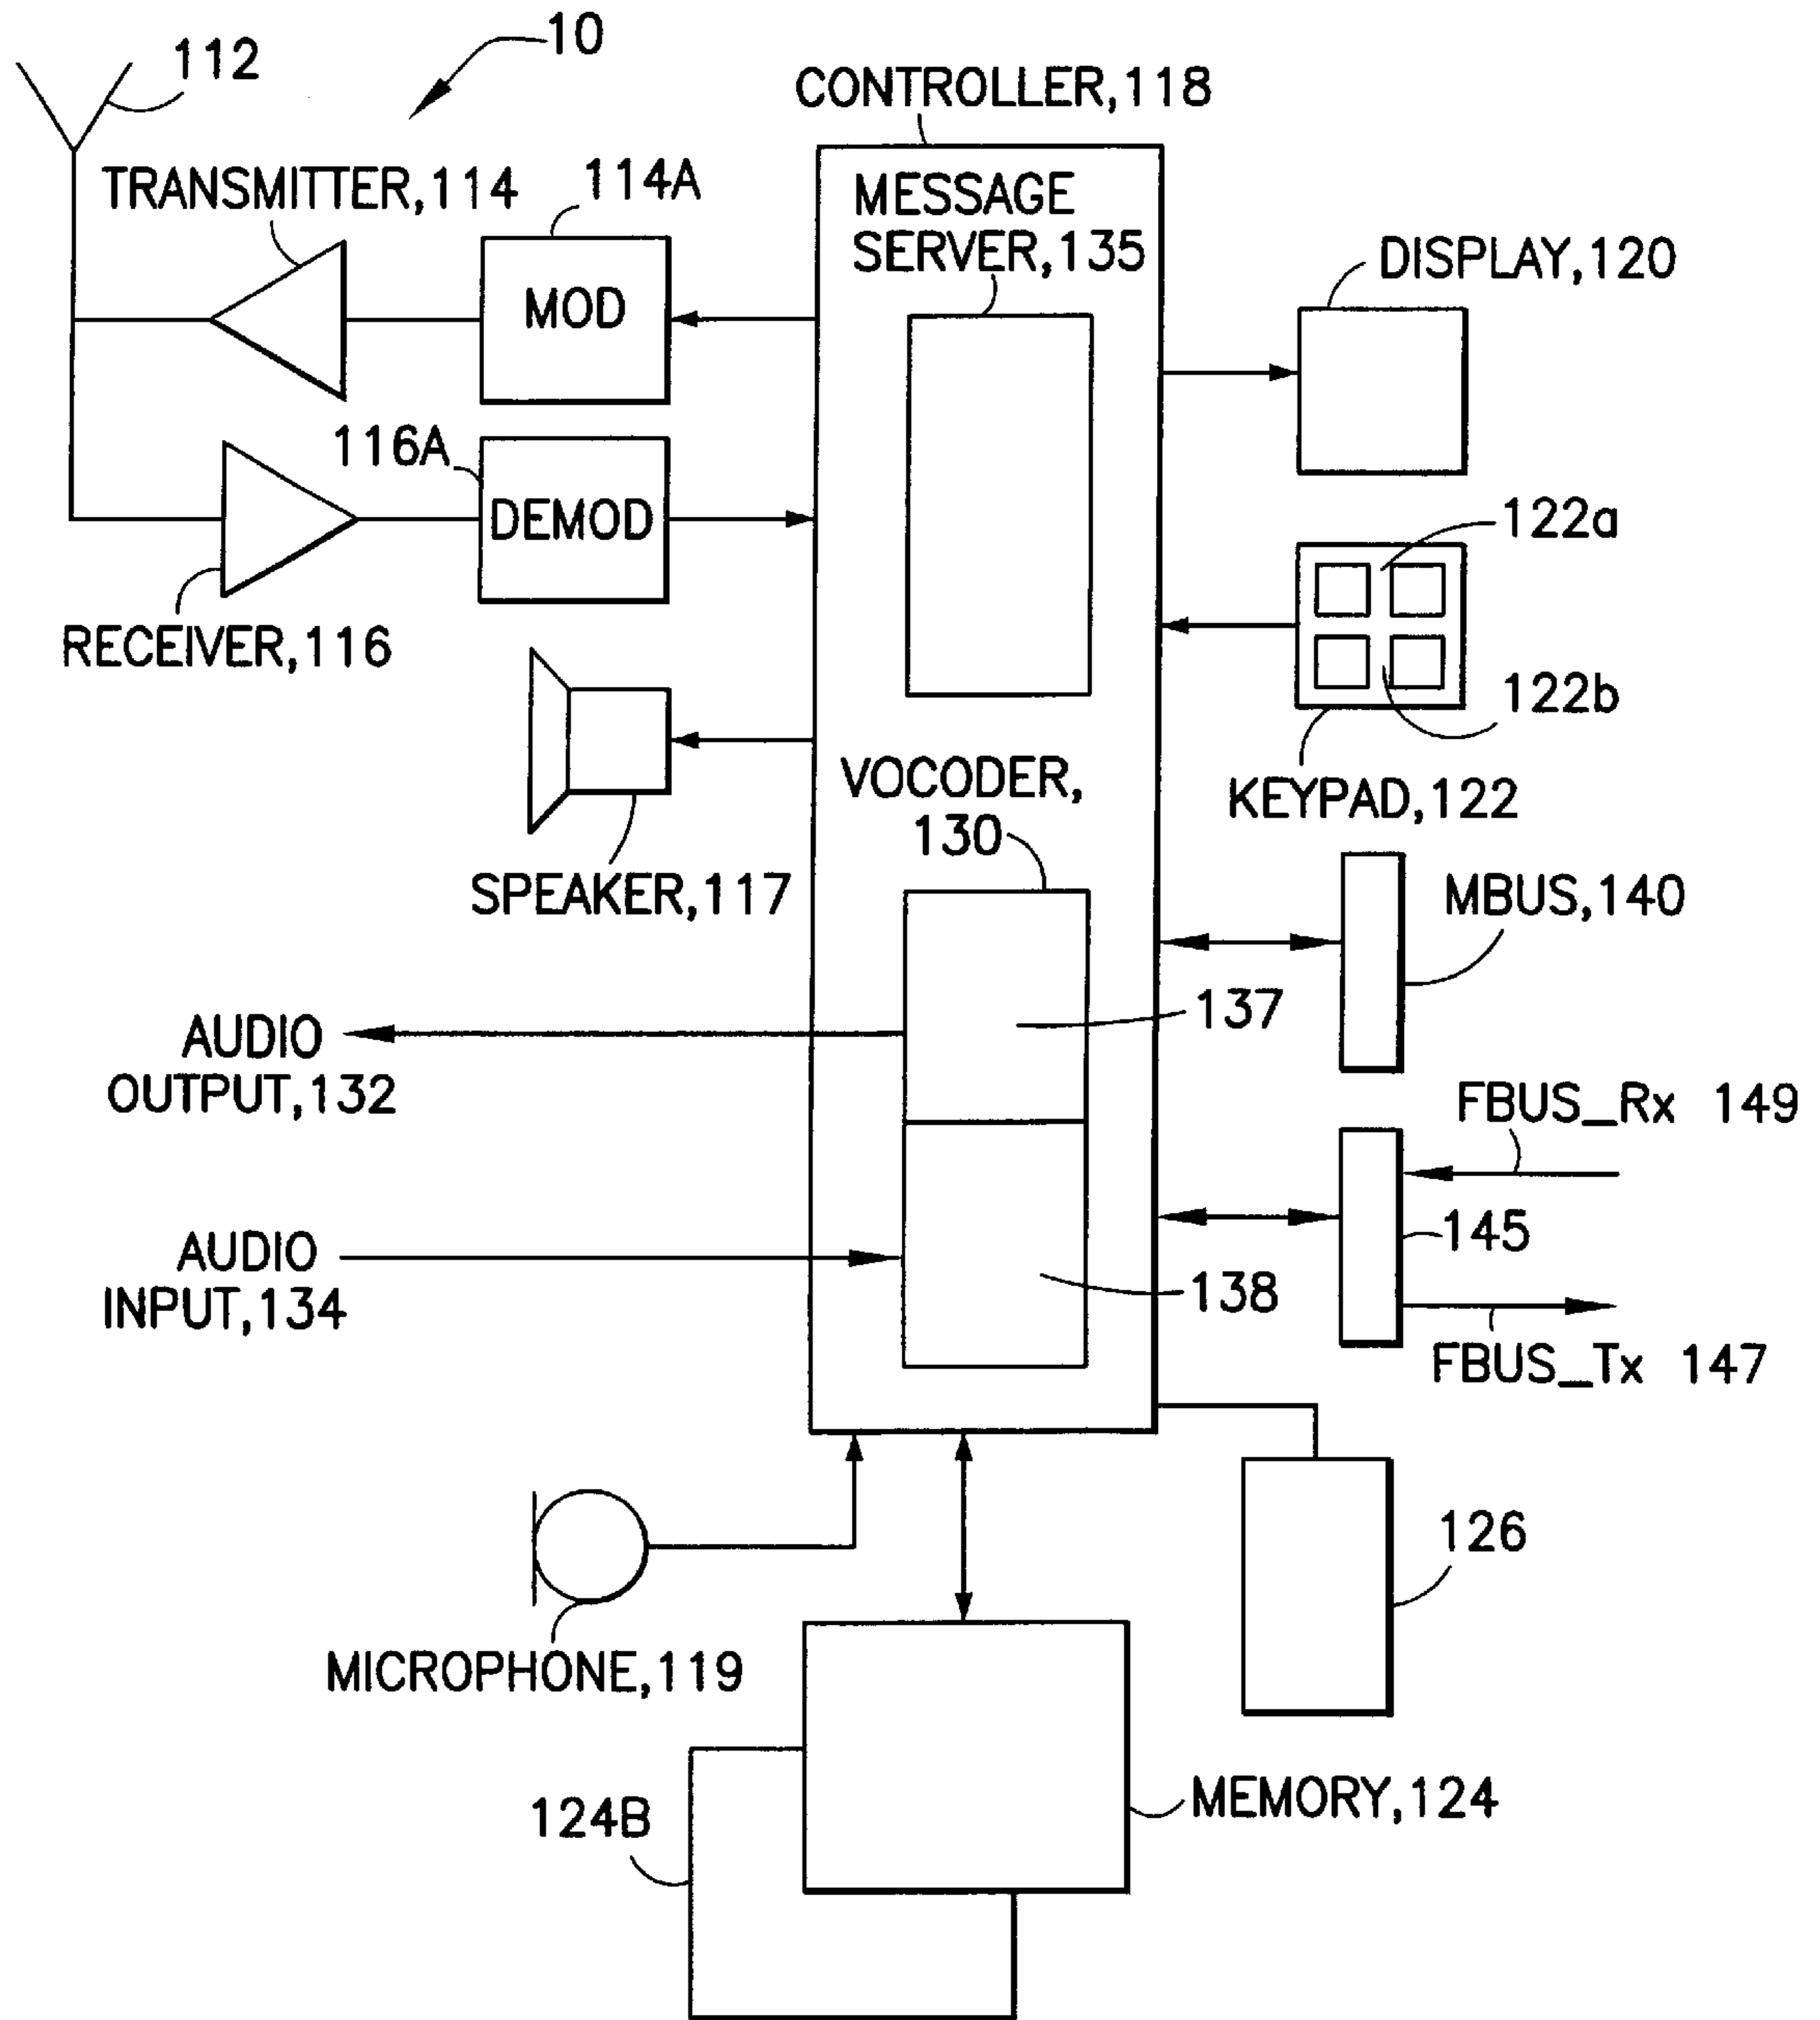 10
112
CONTROLLER,118
TRANSMITTER,114
114A
MESSAGE
SERVER,135
DISPLAY,120
MOD
116A
DEMOD
122a
RECEIVER,116
122b
VOCODER,
130
KEYPAD,122
SPEAKER,117
MBUS,140
137
AUDIO
OUTPUT,132
FBUS_Rx 149
145
AUDIO
INPUT,134
138
FBUS_Tx 147
126
MICROPHONE,119
MEMORY,124
124B